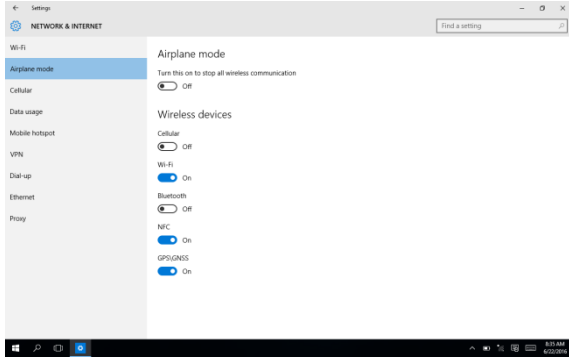 Settings
NETWORK & INTERNET
Find a setting
Wi-Fi
Airplane mode
Cellular
Data usage
Mobile hotspot
VPN
Dial-up
Ethernet
Proxy
Airplane mode
Turn this on to stop all wireless communication
Off
Wireless devices
Cellular
Off
Wi-Fi
On
Bluetooth
Off
NFC
On
GPS\GNSS
On
8:35 AM
6/22/2016